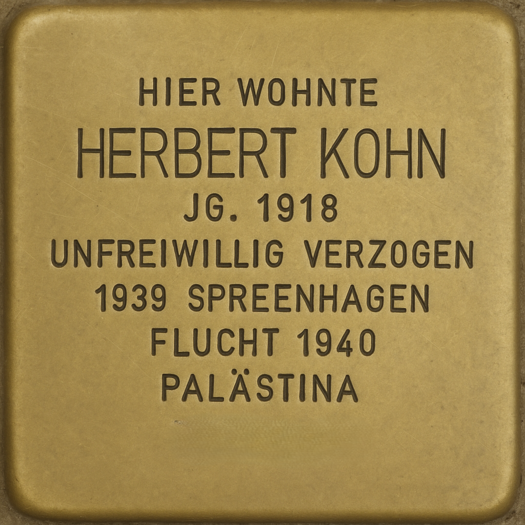 HIER WOHNTE
HERBERT KOHN
JG. 1918
UNFREIWILLIG VERZOGEN
1939 SPREENHAGEN
FLUCHT 1940
PALÄSTINA